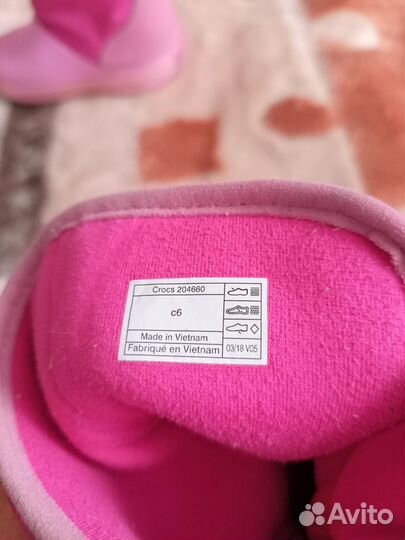 Crocs 204660
c6
Made in Vietnam
Fabriqué en Vietnam
03/18 V05
Avito